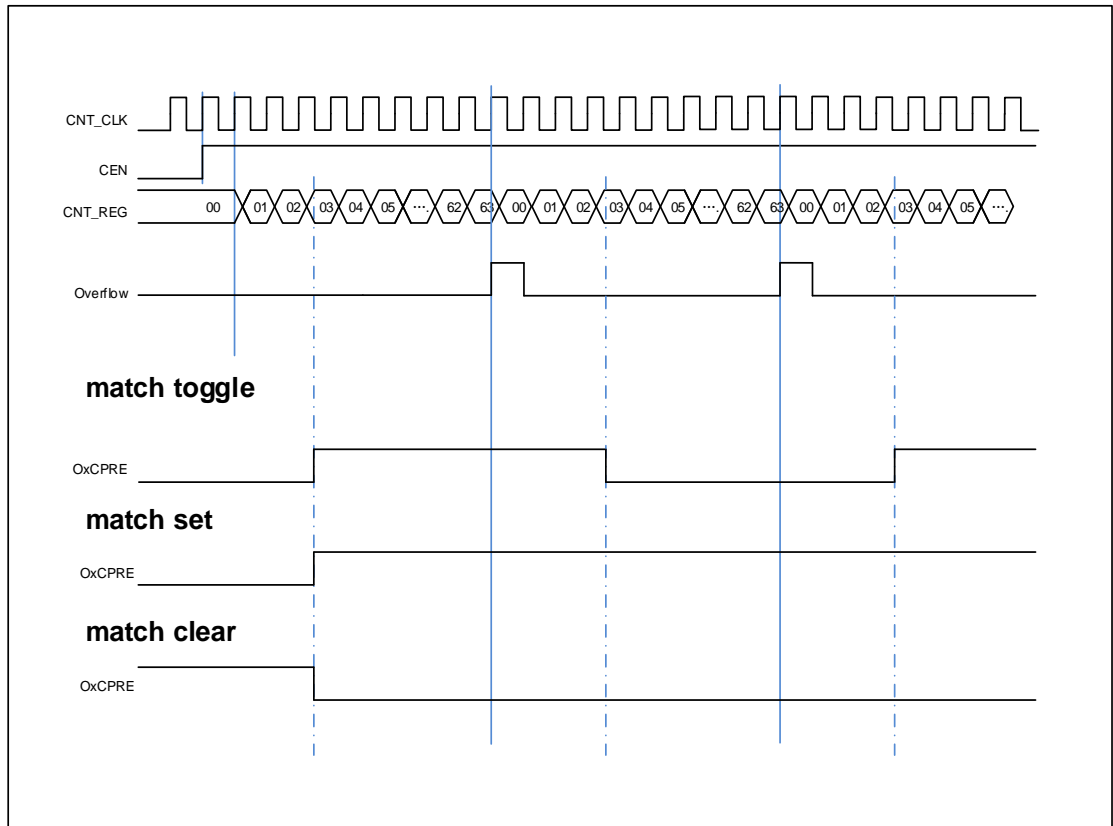 CNT_CLK
CEN
CNT_REG 00 01 02 03 04 05 ···. 62 63 00 01 02 03 04 05 ···. 62 63 00 01 02 03 04 05 ···.
Overflow
match toggle
OxCPRE
match set
OxCPRE
match clear
OxCPRE